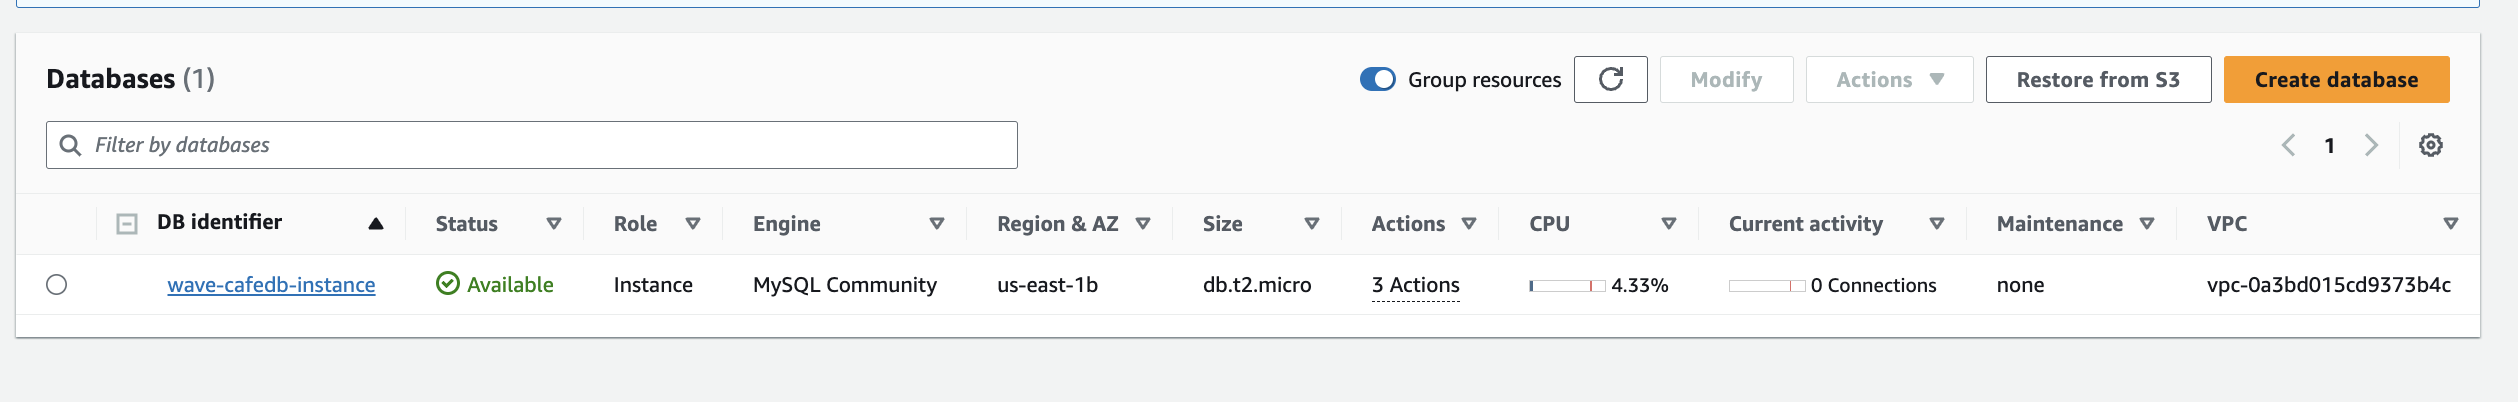 Databases (1)
Group resources
Modify
Actions
Restore from S3
Create database
Filter by databases
1
DB identifier Status Role Engine Region & AZ Size Actions CPU Current activity Maintenance VPC
wave-cafedb-instance Available Instance MySQL Community us-east-1b db.t2.micro 3 Actions 4.33% 0 Connections none vpc-0a3bd015cd9373b4c